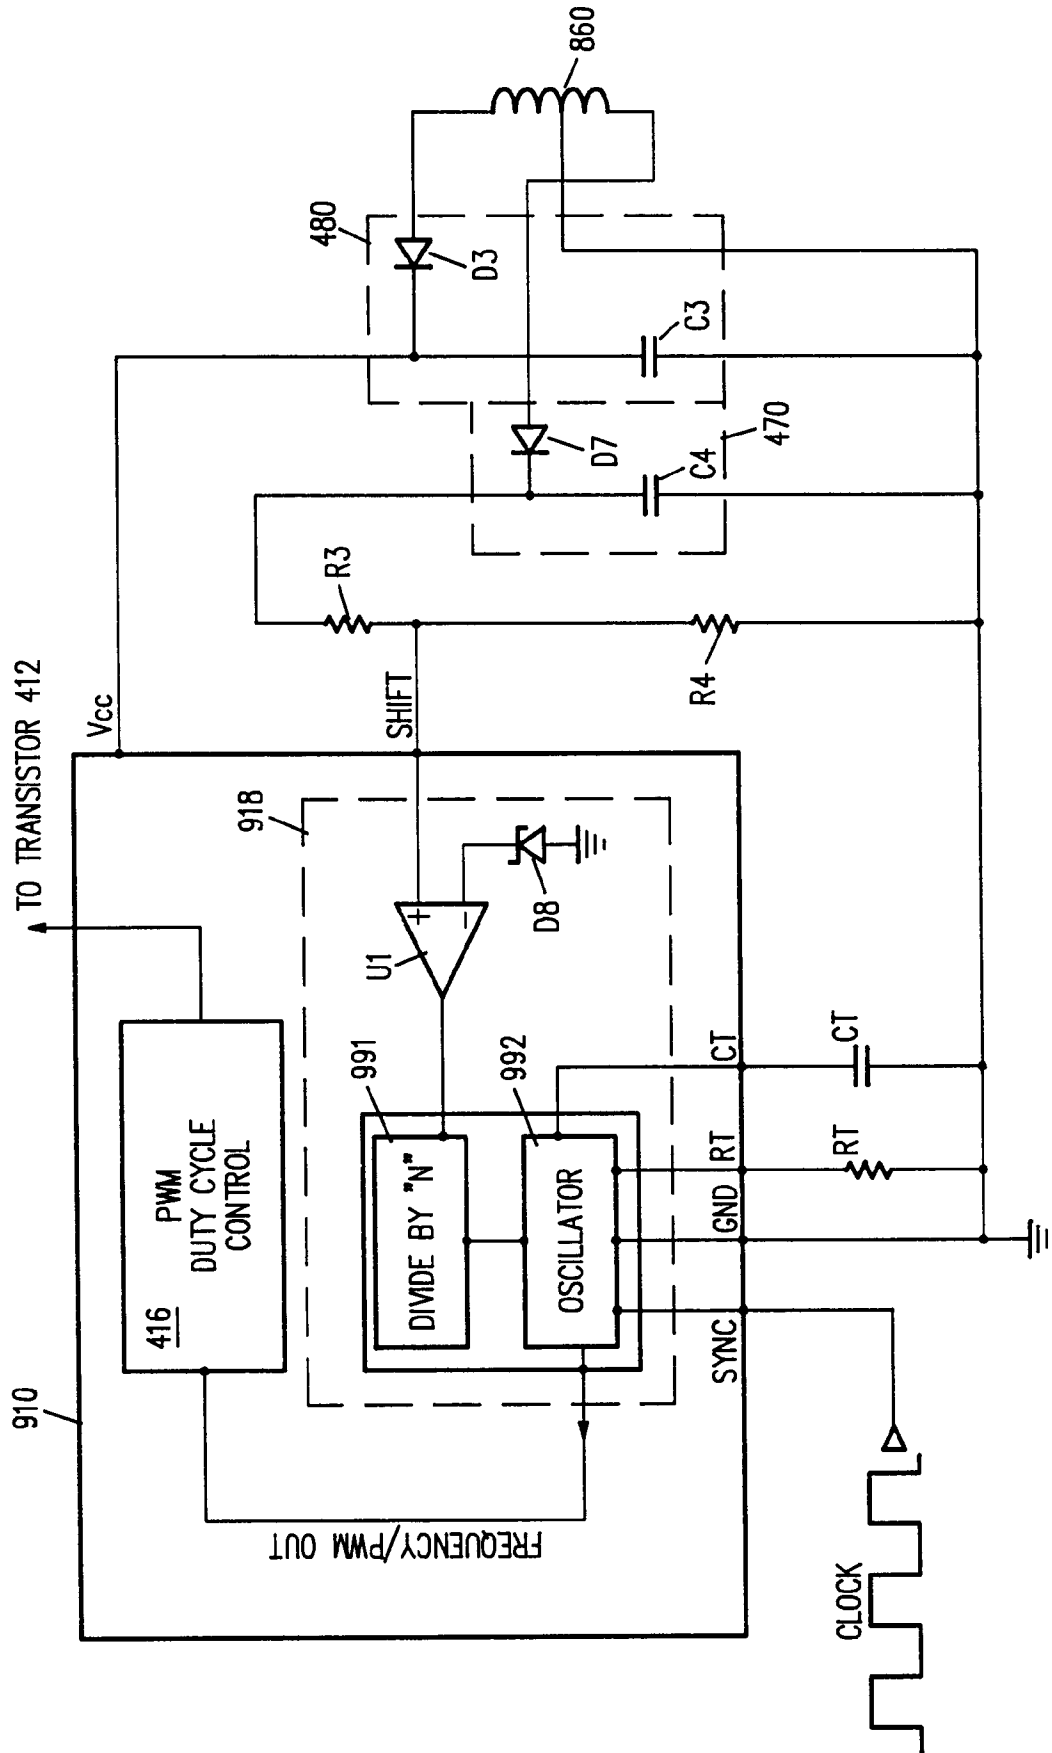 TO TRANSISTOR 412
910
416
PWM
DUTY CYCLE
CONTROL
FREQUENCY/PWM OUT
918
991
DIVIDE BY "N"
992
OSCILLATOR
U1
+
-
D8
Vcc
SHIFT
CT
RT
GND
SYNC
CT
RT
CLOCK
R3
R4
480
D3
C3
D7
C4
470
860